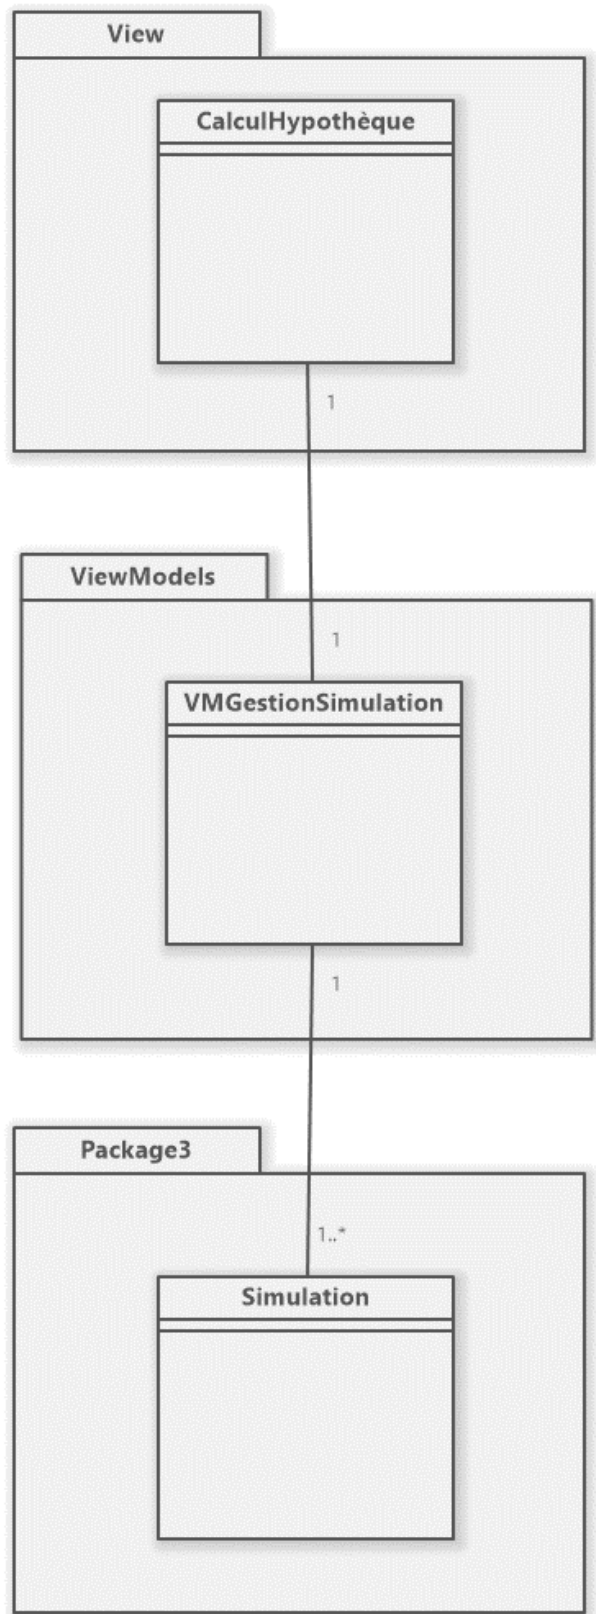 View
CalculHypothèque
1
ViewModels
1
VMGestionSimulation
1
Package3
1..*
Simulation